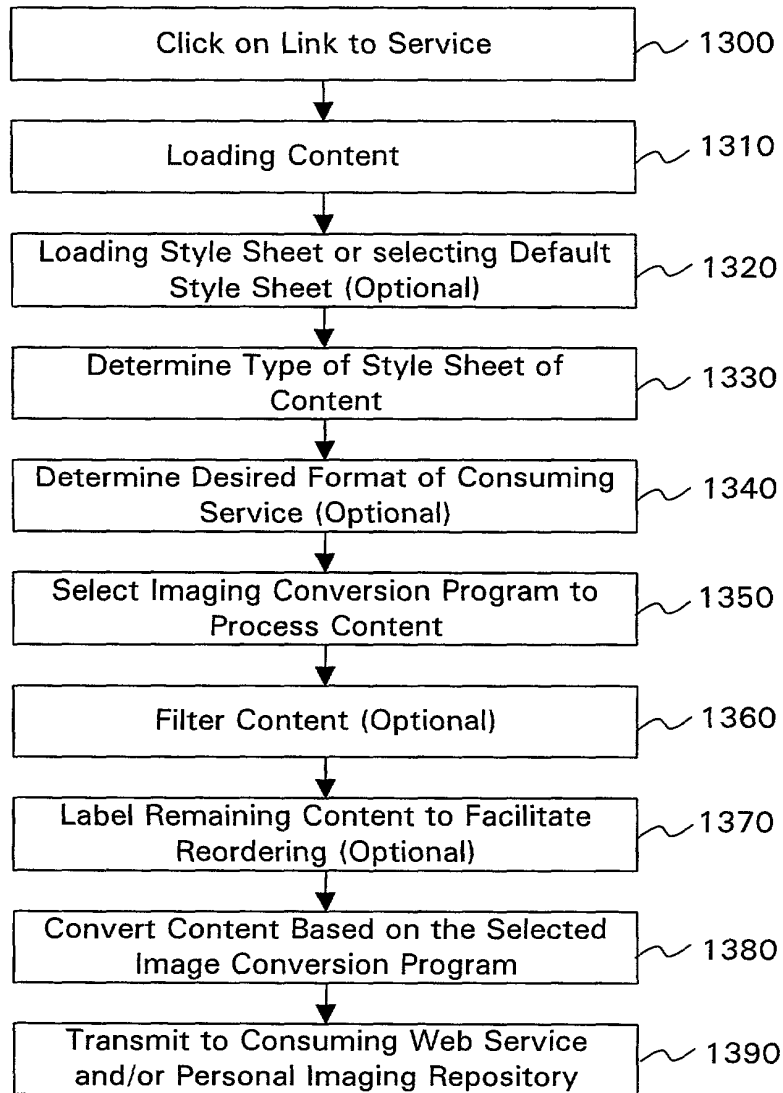 Click on Link to Service
1300
Loading Content
1310
Loading Style Sheet or selecting Default
Style Sheet (Optional)
1320
Determine Type of Style Sheet of
Content
1330
Determine Desired Format of Consuming
Service (Optional)
1340
Select Imaging Conversion Program to
Process Content
1350
Filter Content (Optional)
1360
Label Remaining Content to Facilitate
Reordering (Optional)
1370
Convert Content Based on the Selected
Image Conversion Program
1380
Transmit to Consuming Web Service
and/or Personal Imaging Repository
1390